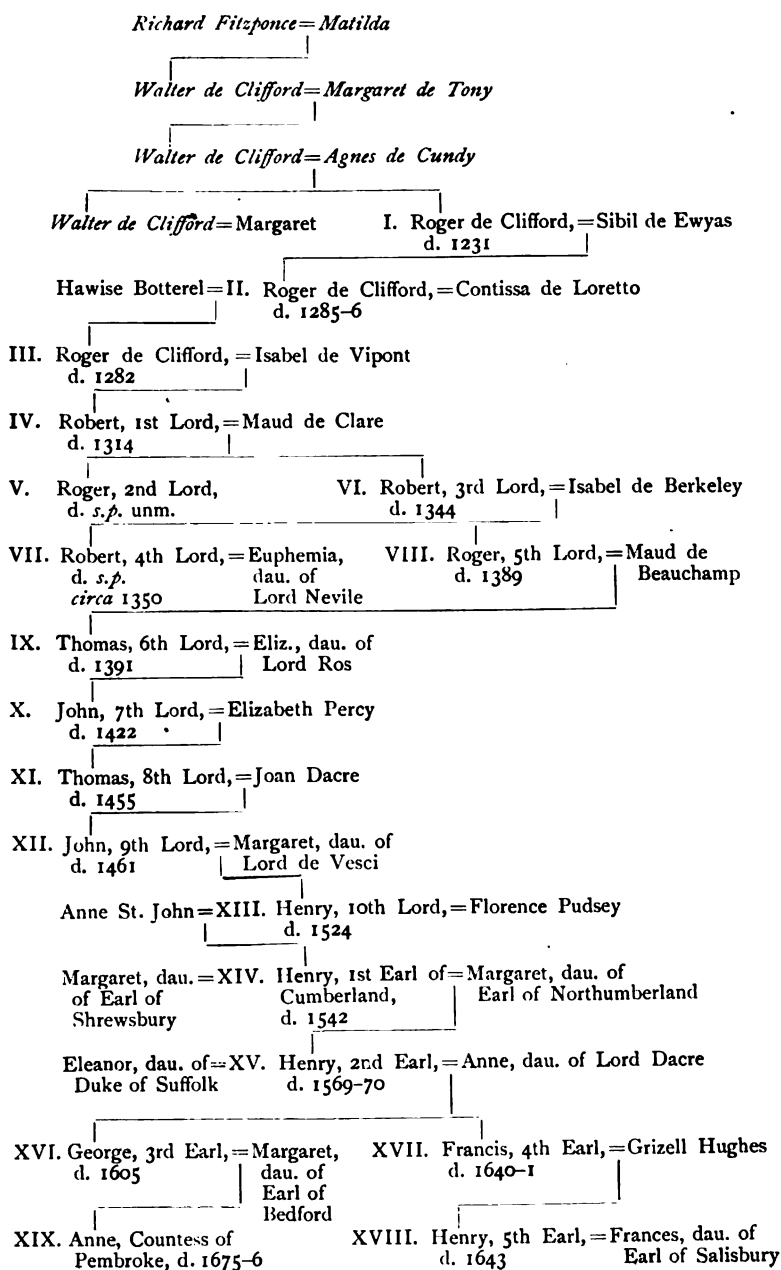 Richard Fitzponce=Matilda
Walter de Clifford=Margaret de Tony
Walter de Clifford=Agnes de Cundy
Walter de Clifford=Margaret I. Roger de Clifford,=Sibil de Ewyas
d. 1231
Hawise Botterel=II. Roger de Clifford,=Contissa de Loretto
d. 1285-6
III. Roger de Clifford,=Isabel de Vipont
d. 1282
IV. Robert, 1st Lord,=Maud de Clare
d. 1314
V. Roger, 2nd Lord, VI. Robert, 3rd Lord,=Isabel de Berkeley
d. s.p. unm. d. 1344
VII. Robert, 4th Lord,=Euphemia, VIII. Roger, 5th Lord,=Maud de
d. s.p. dau. of d. 1389 Beauchamp
circa 1350 Lord Nevile
IX. Thomas, 6th Lord,=Eliz., dau. of
d. 1391 Lord Ros
X. John, 7th Lord,=Elizabeth Percy
d. 1422
XI. Thomas, 8th Lord,=Joan Dacre
d. 1455
XII. John, 9th Lord,=Margaret, dau. of
d. 1461 Lord de Vesci
Anne St. John=XIII. Henry, 10th Lord,=Florence Pudsey
d. 1524
Margaret, dau.=XIV. Henry, 1st Earl of=Margaret, dau. of
of Earl of Cumberland, Earl of Northumberland
Shrewsbury d. 1542
Eleanor, dau. of=XV. Henry, 2nd Earl,=Anne, dau. of Lord Dacre
Duke of Suffolk d. 1569-70
XVI. George, 3rd Earl,=Margaret, XVII. Francis, 4th Earl,=Grizell Hughes
d. 1605 dau. of d. 1640-1
Earl of
Bedford
XIX. Anne, Countess of XVIII. Henry, 5th Earl,=Frances, dau. of
Pembroke, d. 1675-6 d. 1643 Earl of Salisbury